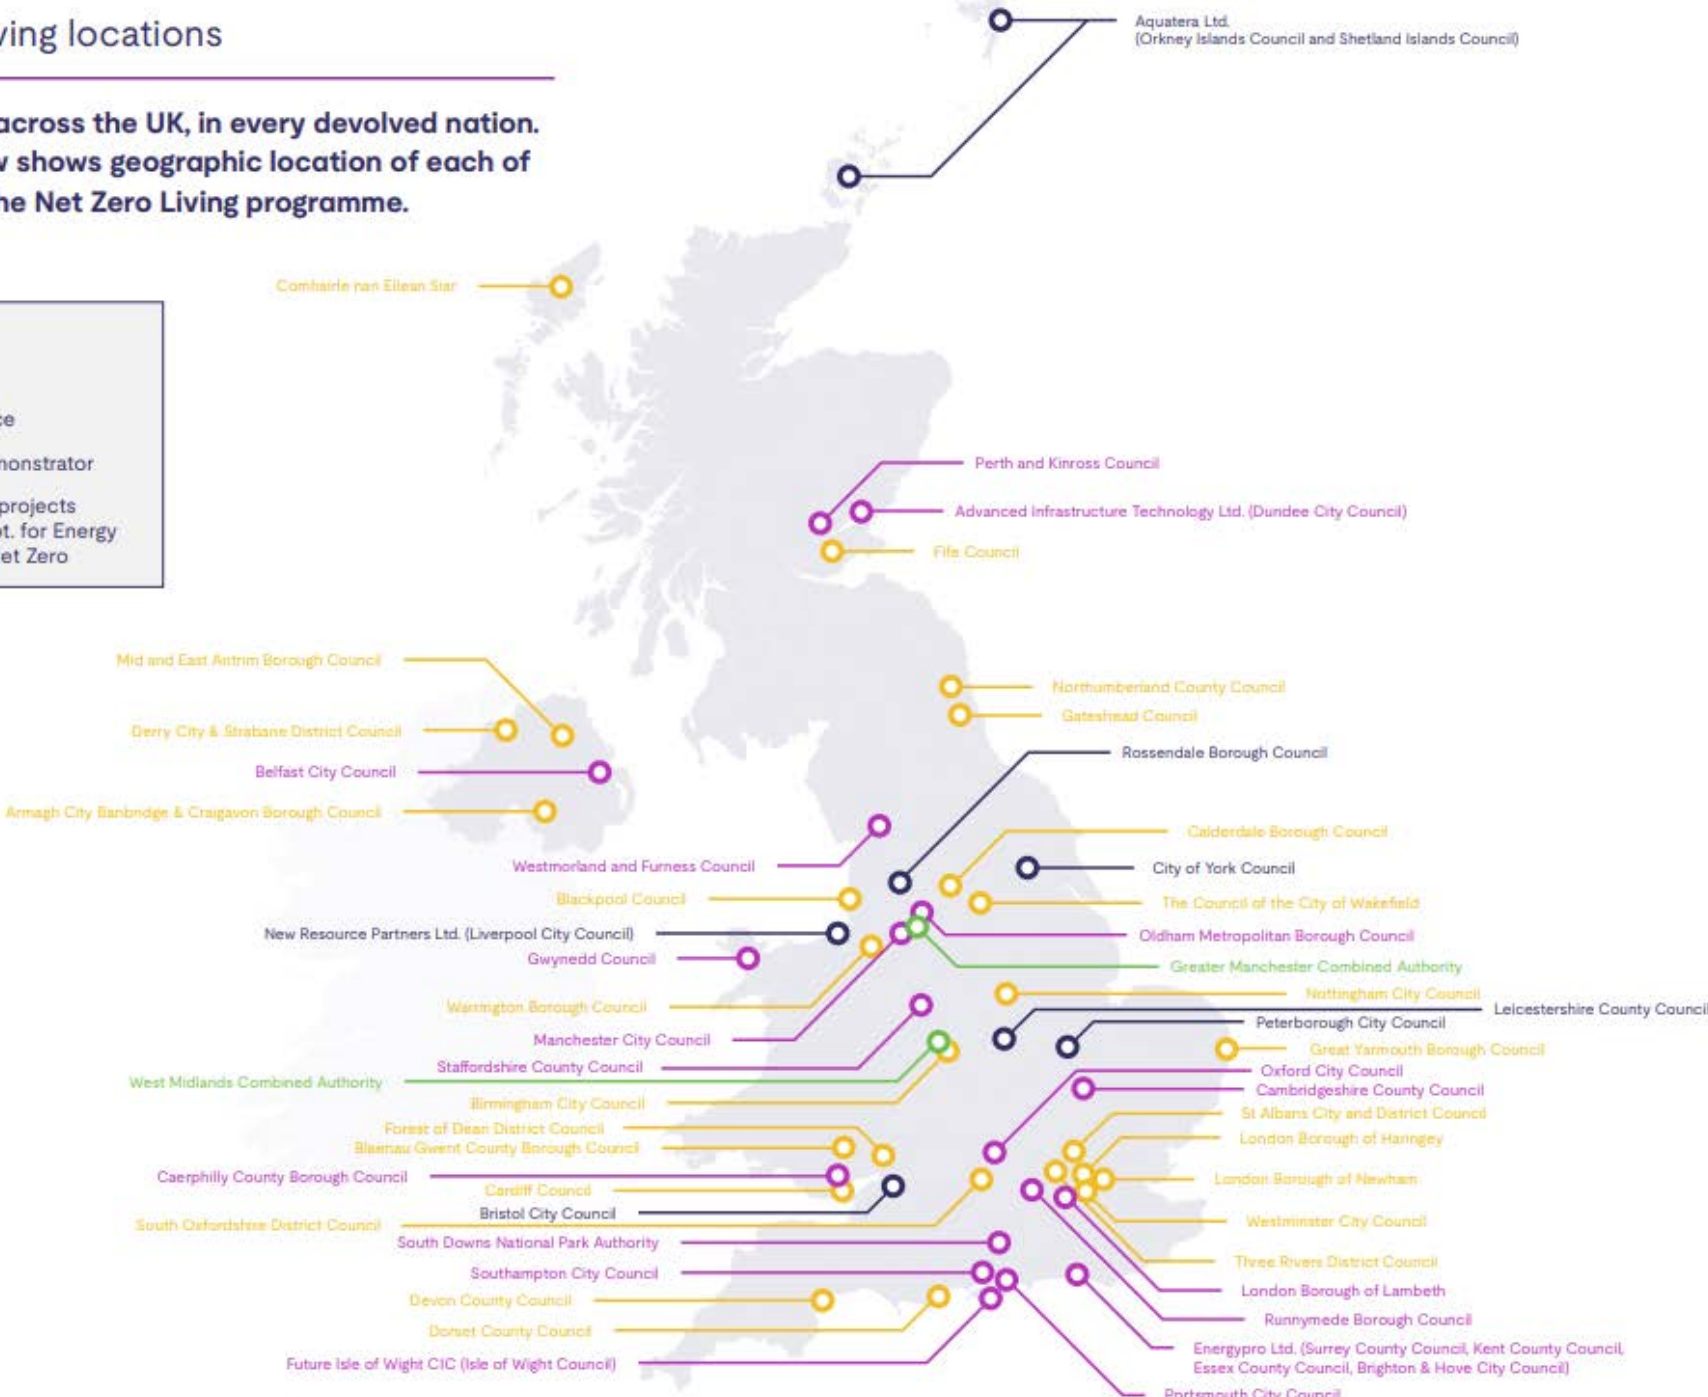 ving locations
across the UK, in every devolved nation.
w shows geographic location of each of
he Net Zero Living programme.
ce
monstrator
projects
pt. for Energy
et Zero
Aquatera Ltd.
(Orkney Islands Council and Shetland Islands Council)
Comhairle nan Eilean Siar
Perth and Kinross Council
Advanced Infrastructure Technology Ltd. (Dundee City Council)
Fife Council
Mid and East Antrim Borough Council
Northumberland County Council
Gateshead Council
Derry City & Strabane District Council
Rossendale Borough Council
Belfast City Council
Armagh City Banbridge & Craigavon Borough Council
Calderdale Borough Council
Westmorland and Furness Council
City of York Council
Blackpool Council
The Council of the City of Wakefield
New Resource Partners Ltd. (Liverpool City Council)
Oldham Metropolitan Borough Council
Gwynedd Council
Greater Manchester Combined Authority
Nottingham City Council
Warrington Borough Council
Leicestershire County Council
Peterborough City Council
Manchester City Council
Great Yarmouth Borough Council
Staffordshire County Council
Oxford City Council
West Midlands Combined Authority
Cambridgeshire County Council
Birmingham City Council
St Albans City and District Council
Forest of Dean District Council
London Borough of Haringey
Blaenau Gwent County Borough Council
Caerphilly County Borough Council
London Borough of Newham
Cardiff Council
Bristol City Council
Westminster City Council
South Oxfordshire District Council
South Downs National Park Authority
Three Rivers District Council
Southampton City Council
London Borough of Lambeth
Devon County Council
Runnymede Borough Council
Dorset County Council
Energypro Ltd. (Surrey County Council, Kent County Council,
Essex County Council, Brighton & Hove City Council)
Future Isle of Wight CIC (Isle of Wight Council)
Portsmouth City Council